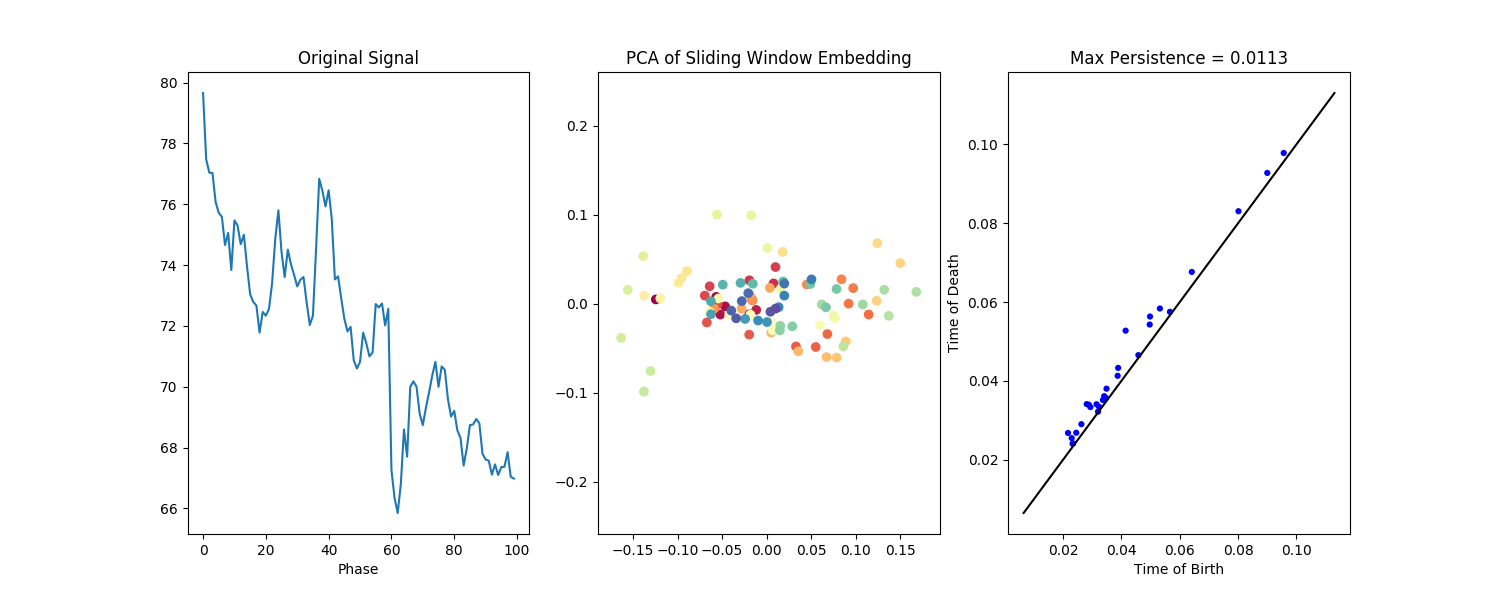 Original Signal
80
78
76
74
72
70
68
66
0 20 40 60 80 100
Phase
PCA of Sliding Window Embedding
0.2
0.1
0.0
−0.1
−0.2
−0.15 −0.10 −0.05 0.00 0.05 0.10 0.15
Max Persistence = 0.0113
Time of Death
0.10
0.08
0.06
0.04
0.02
0.02 0.04 0.06 0.08 0.10
Time of Birth